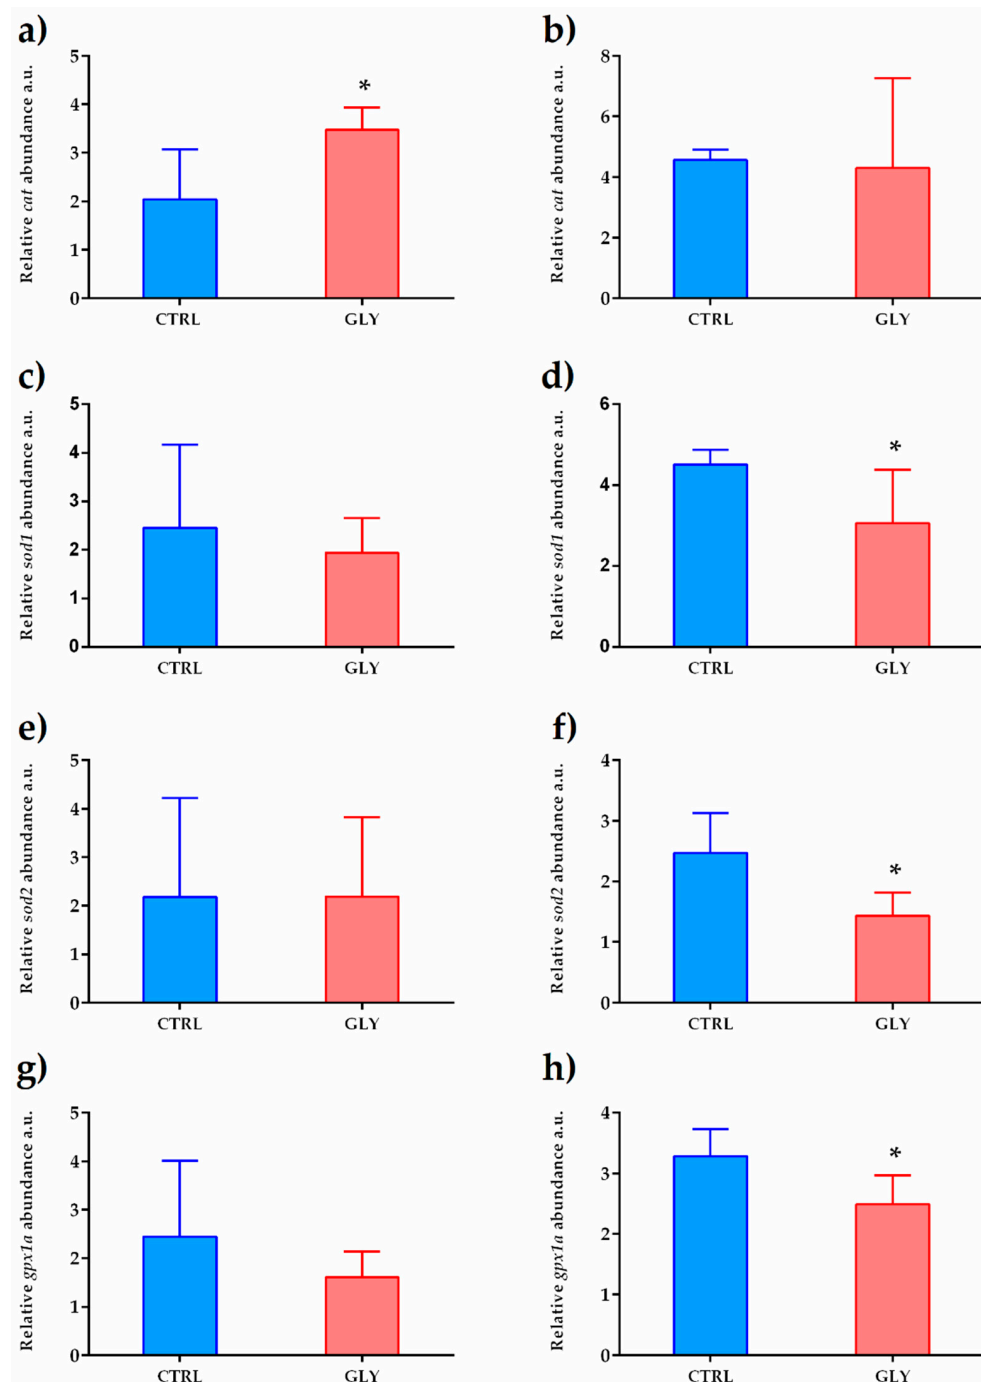 a)
Relative cat abundance a.u.
5
4
3
2
1
0
*
CTRL
GLY
b)
Relative cat abundance a.u.
8
6
4
2
0
CTRL
GLY
c)
Relative sod1 abundance a.u.
5
4
3
2
1
0
CTRL
GLY
d)
Relative sod1 abundance a.u.
6
4
2
0
*
CTRL
GLY
e)
Relative sod2 abundance a.u.
5
4
3
2
1
0
CTRL
GLY
f)
Relative sod2 abundance a.u.
4
3
2
1
0
*
CTRL
GLY
g)
Relative gpx1a abundance a.u.
5
4
3
2
1
0
CTRL
GLY
h)
Relative gpx1a abundance a.u.
4
3
2
1
0
*
CTRL
GLY